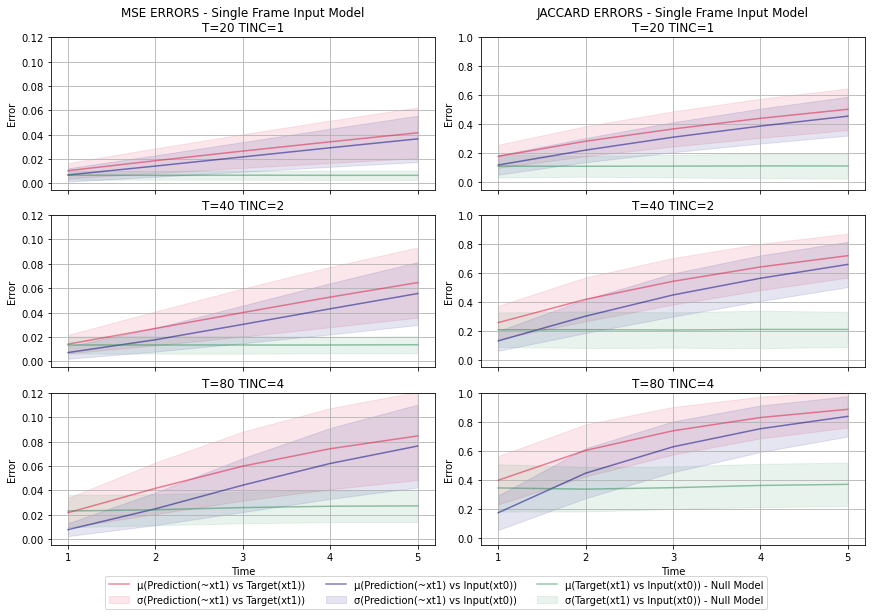 MSE ERRORS - Single Frame Input Model
T=20 TINC=1
JACCARD ERRORS - Single Frame Input Model
T=20 TINC=1
0.12
0.10
0.08
0.06
0.04
0.02
0.00
Error
1.0
0.8
0.6
0.4
0.2
0.0
Error
T=40 TINC=2
0.12
0.10
0.08
0.06
0.04
0.02
0.00
Error
T=40 TINC=2
1.0
0.8
0.6
0.4
0.2
0.0
Error
T=80 TINC=4
0.12
0.10
0.08
0.06
0.04
0.02
0.00
Error
1 2 3 4 5
Time
T=80 TINC=4
1.0
0.8
0.6
0.4
0.2
0.0
Error
1 2 3 4 5
Time
μ(Prediction(~xt1) vs Target(xt1))
σ(Prediction(~xt1) vs Target(xt1))
μ(Prediction(~xt1) vs Input(xt0))
σ(Prediction(~xt1) vs Input(xt0))
μ(Target(xt1) vs Input(xt0)) - Null Model
σ(Target(xt1) vs Input(xt0)) - Null Model